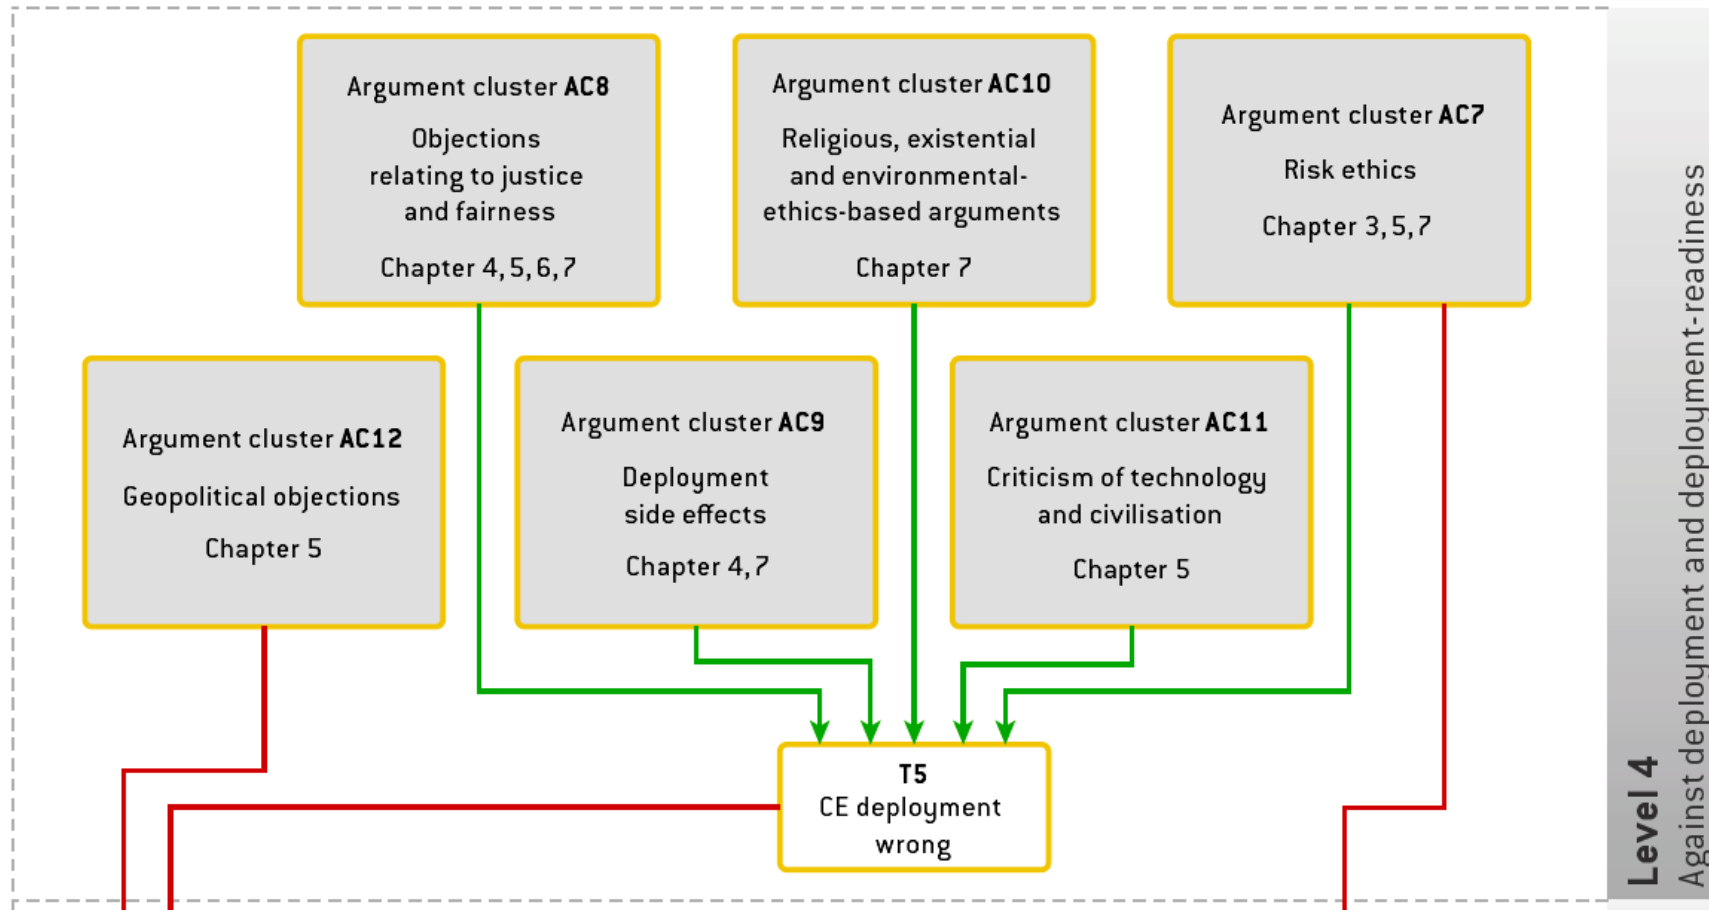 Argument cluster AC8
Objections
relating to justice
and fairness
Chapter 4, 5, 6, 7
Argument cluster AC10
Religious, existential
and environmental-
ethics-based arguments
Chapter 7
Argument cluster AC7
Risk ethics
Chapter 3, 5, 7
Argument cluster AC12
Geopolitical objections
Chapter 5
Argument cluster AC9
Deployment
side effects
Chapter 4, 7
Argument cluster AC11
Criticism of technology
and civilisation
Chapter 5
T5
CE deployment
wrong
Level 4
Against deployment and deployment-readiness